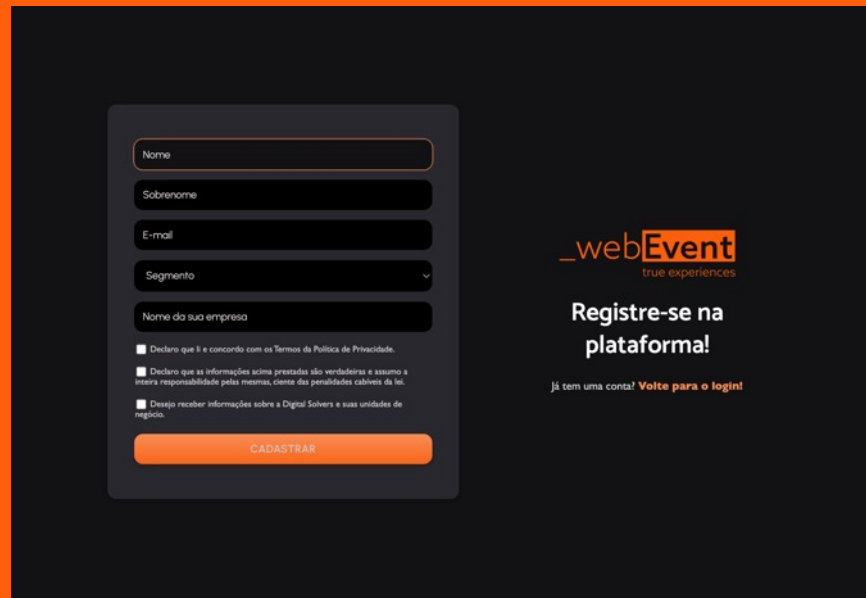 Nome
Sobrenome
E-mail
Segmento
Nome da sua empresa
Declaro que li e concordo com os Termos da Política de Privacidade.
Declaro que as informações acima prestadas são verdadeiras e assumo a
inteira responsabilidade pelas mesmas, ciente das penalidades cabíveis da lei.
Desejo receber informações sobre a Digital Solvers e suas unidades de
negócio.
CADASTRAR
_webEvent
true experiences
Registre-se na
plataforma!
Já tem uma conta? Volte para o login!